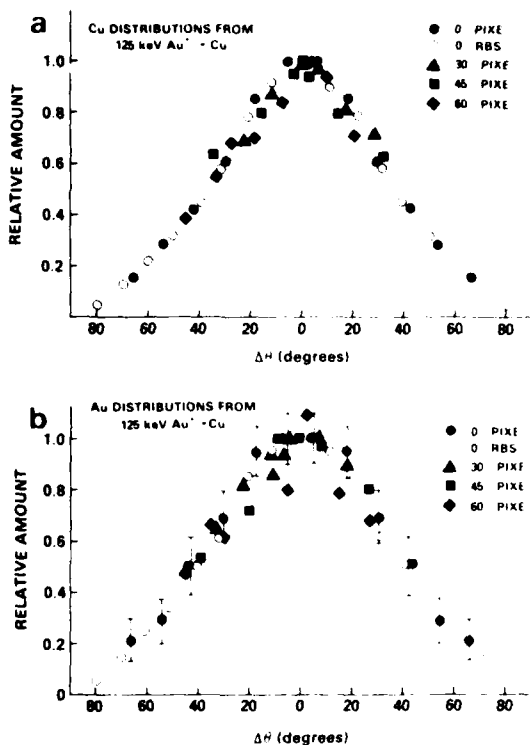 a
Cu DISTRIBUTIONS FROM
125 keV Au⁺ - Cu
0 PIXE
0 RBS
30 PIXE
45 PIXE
60 PIXE
RELATIVE AMOUNT
1.0
0.8
0.6
0.4
0.2
80 60 40 20 0 20 40 60 80
Δθ (degrees)
b
Au DISTRIBUTIONS FROM
125 keV Au⁺ - Cu
0 PIXE
0 RBS
30 PIXE
45 PIXE
60 PIXE
RELATIVE AMOUNT
1.0
0.8
0.6
0.4
0.2
0
80 60 40 20 0 20 40 60 80
Δθ (degrees)